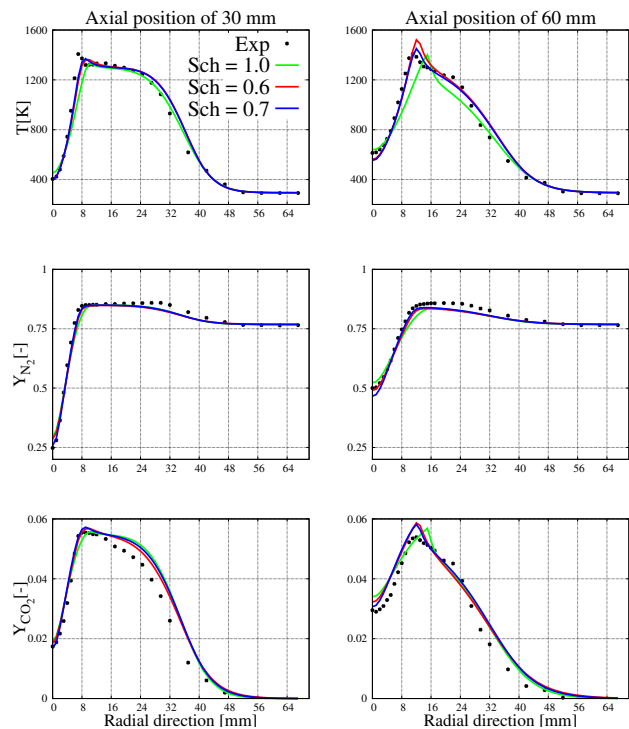 Axial position of 30 mm
Axial position of 60 mm
Exp
Sch = 1.0
Sch = 0.6
Sch = 0.7
T[K]
1600
1200
800
400
0 8 16 24 32 40 48 56 64
1600
1200
800
400
0 8 16 24 32 40 48 56 64
Y_N2[-]
1
0.75
0.5
0.25
0 8 16 24 32 40 48 56 64
1
0.75
0.5
0.25
0 8 16 24 32 40 48 56 64
Y_CO2[-]
0.06
0.04
0.02
0
0 8 16 24 32 40 48 56 64
Radial direction [mm]
0.06
0.04
0.02
0
0 8 16 24 32 40 48 56 64
Radial direction [mm]